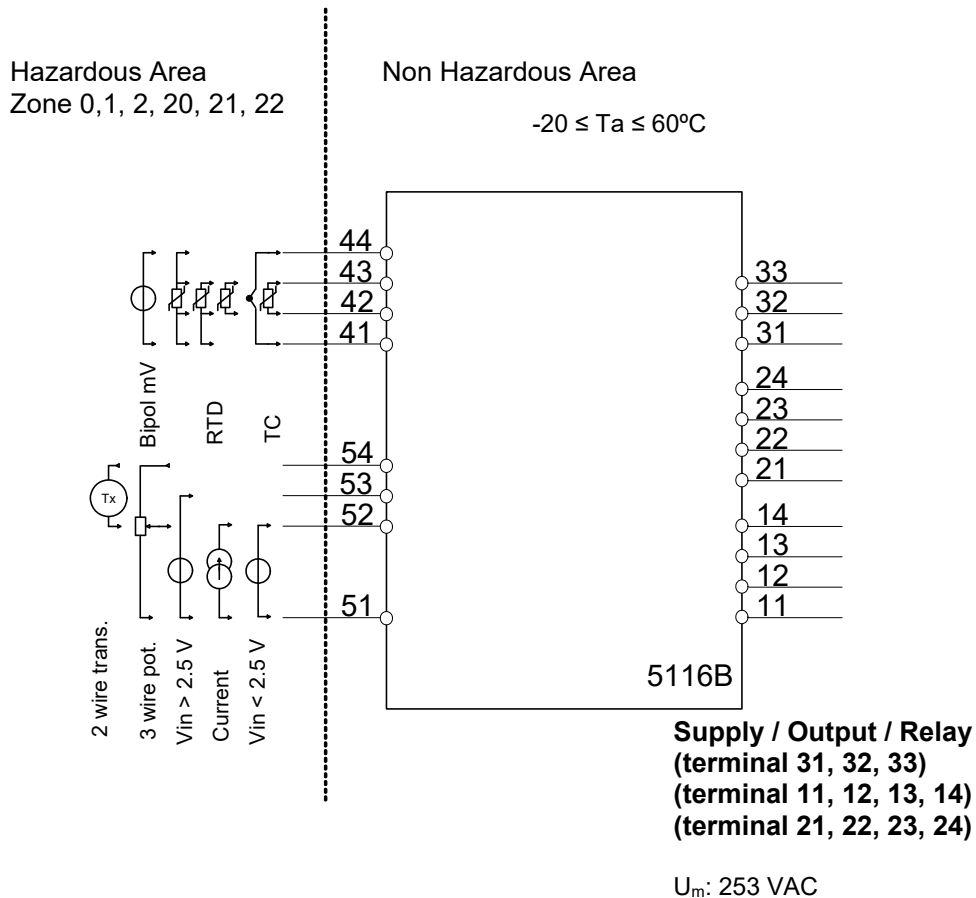 Hazardous Area
Zone 0,1, 2, 20, 21, 22
Non Hazardous Area
-20 ≤ Ta ≤ 60ºC
44
43
42
41
Bipol mV
RTD
TC
54
53
52
51
Tx
2 wire trans.
3 wire pot.
Vin > 2.5 V
Current
Vin < 2.5 V
33
32
31
24
23
22
21
14
13
12
11
5116B
Supply / Output / Relay
(terminal 31, 32, 33)
(terminal 11, 12, 13, 14)
(terminal 21, 22, 23, 24)
Um: 253 VAC